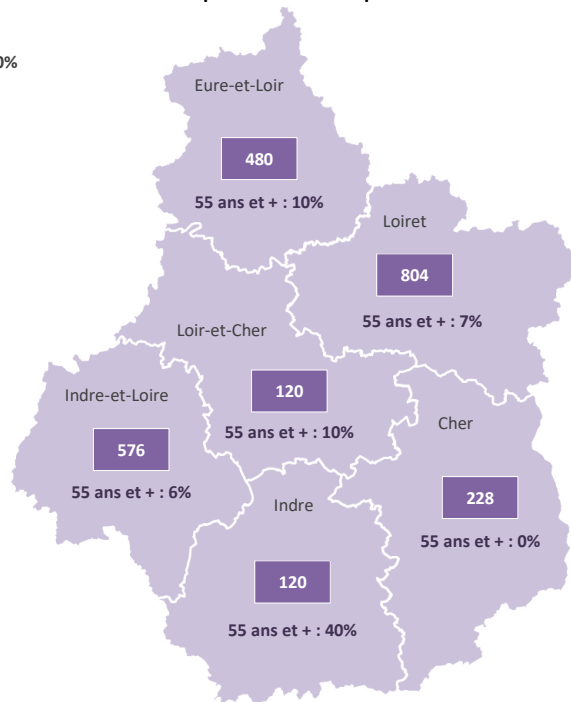 0%
Eure-et-Loir
480
55 ans et + : 10%
Loiret
804
55 ans et + : 7%
Loir-et-Cher
120
55 ans et + : 10%
Indre-et-Loire
576
55 ans et + : 6%
Cher
228
55 ans et + : 0%
Indre
120
55 ans et + : 40%